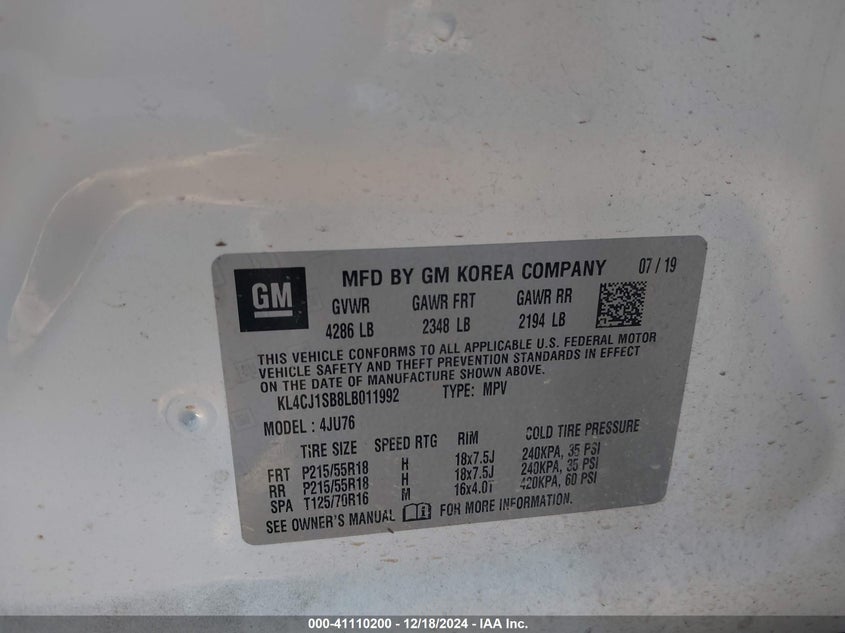 GM
MFD BY GM KOREA COMPANY 07 / 19
GVWR GAWR FRT GAWR RR
4286 LB 2348 LB 2194 LB
THIS VEHICLE CONFORMS TO ALL APPLICABLE U.S. FEDERAL MOTOR
VEHICLE SAFETY AND THEFT PREVENTION STANDARDS IN EFFECT
ON THE DATE OF MANUFACTURE SHOWN ABOVE.
KL4CJ1SB8LB011992 TYPE: MPV
MODEL: 4JU76
TIRE SIZE SPEED RTG RIM COLD TIRE PRESSURE
FRT P215/55R18 H 18x7.5J 240KPA, 35 PSI
RR P215/55R18 H 18x7.5J 240KPA, 35 PSI
SPA T125/70R16 M 16x4.0T 420KPA, 60 PSI
SEE OWNER'S MANUAL FOR MORE INFORMATION.
000-41110200 - 12/18/2024 - IAA Inc.